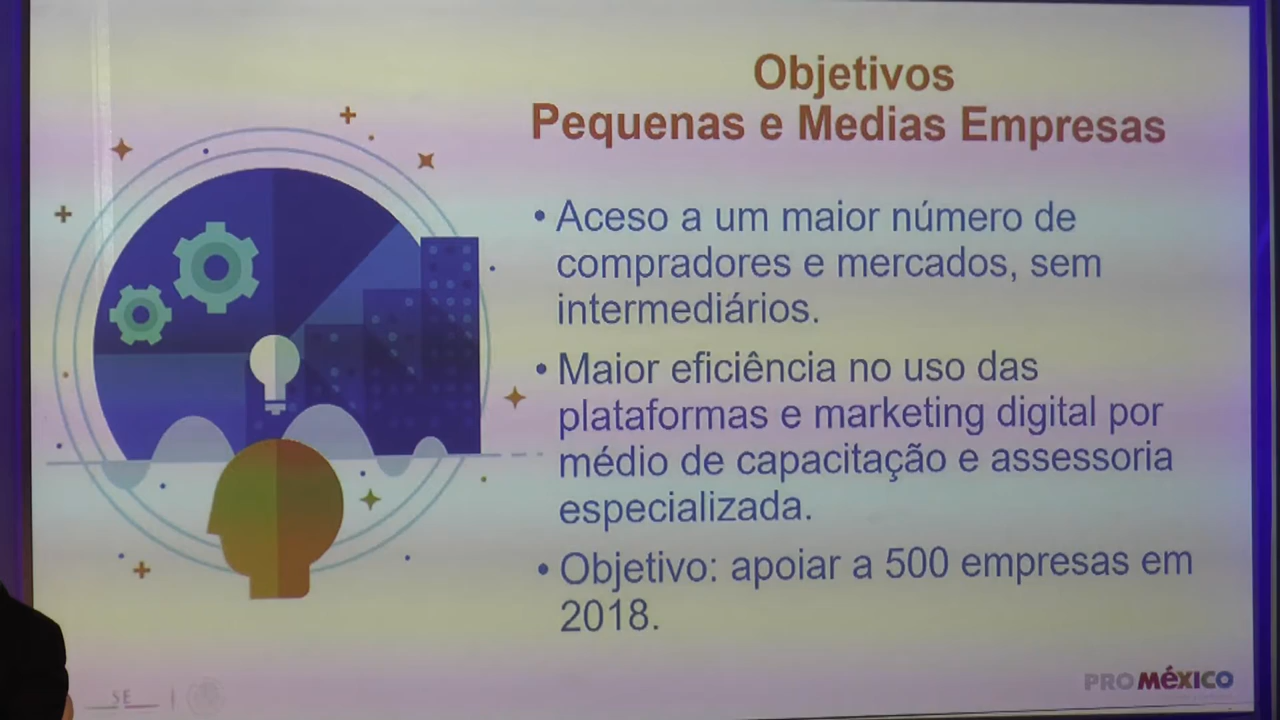 Objetivos
Pequenas e Medias Empresas
• Aceso a um maior número de
compradores e mercados, sem
intermediários.
• Maior eficiência no uso das
plataformas e marketing digital por
médio de capacitação e assessoria
especializada.
• Objetivo: apoiar a 500 empresas em
2018.
SE
PROMÉXICO